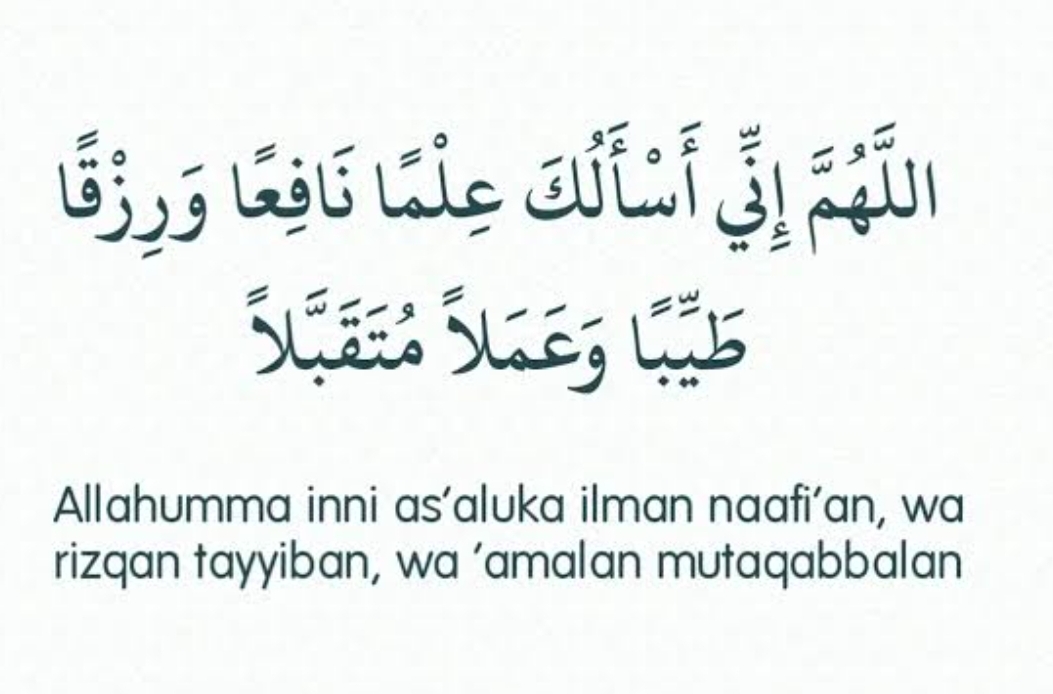 اللَّهُمَّ إِنِّي أَسْأَلُكَ عِلْمًا نَافِعًا وَرِزْقًا
طَيِّبًا وَعَمَلاً مُتَقَبَّلاً
Allahumma inni as’aluka ilman naafi’an, wa
rizqan tayyiban, wa ’amalan mutaqabbalan